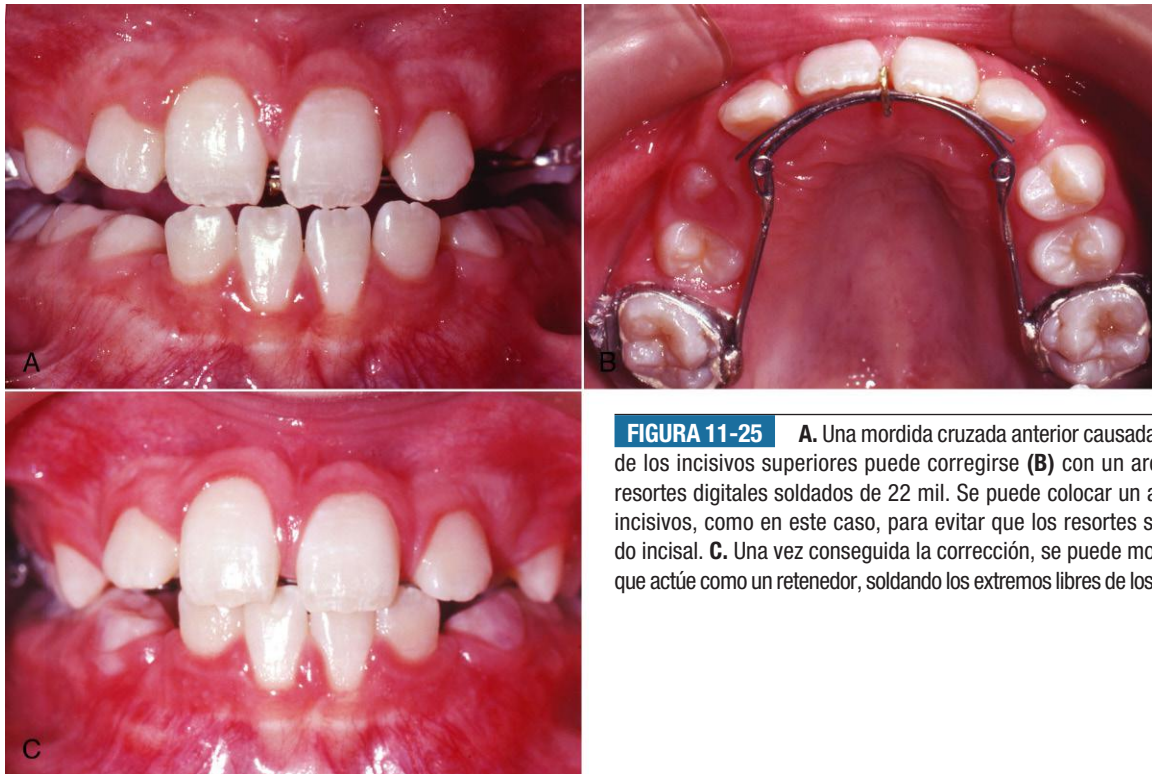 A
B
C
FIGURA 11-25 A. Una mordida cruzada anterior causada
de los incisivos superiores puede corregirse (B) con un
resortes digitales soldados de 22 mil. Se puede colocar un
incisivos, como en este caso, para evitar que los resortes
do incisal. C. Una vez conseguida la corrección, se puede
que actúe como un retenedor, soldando los extremos libres de los